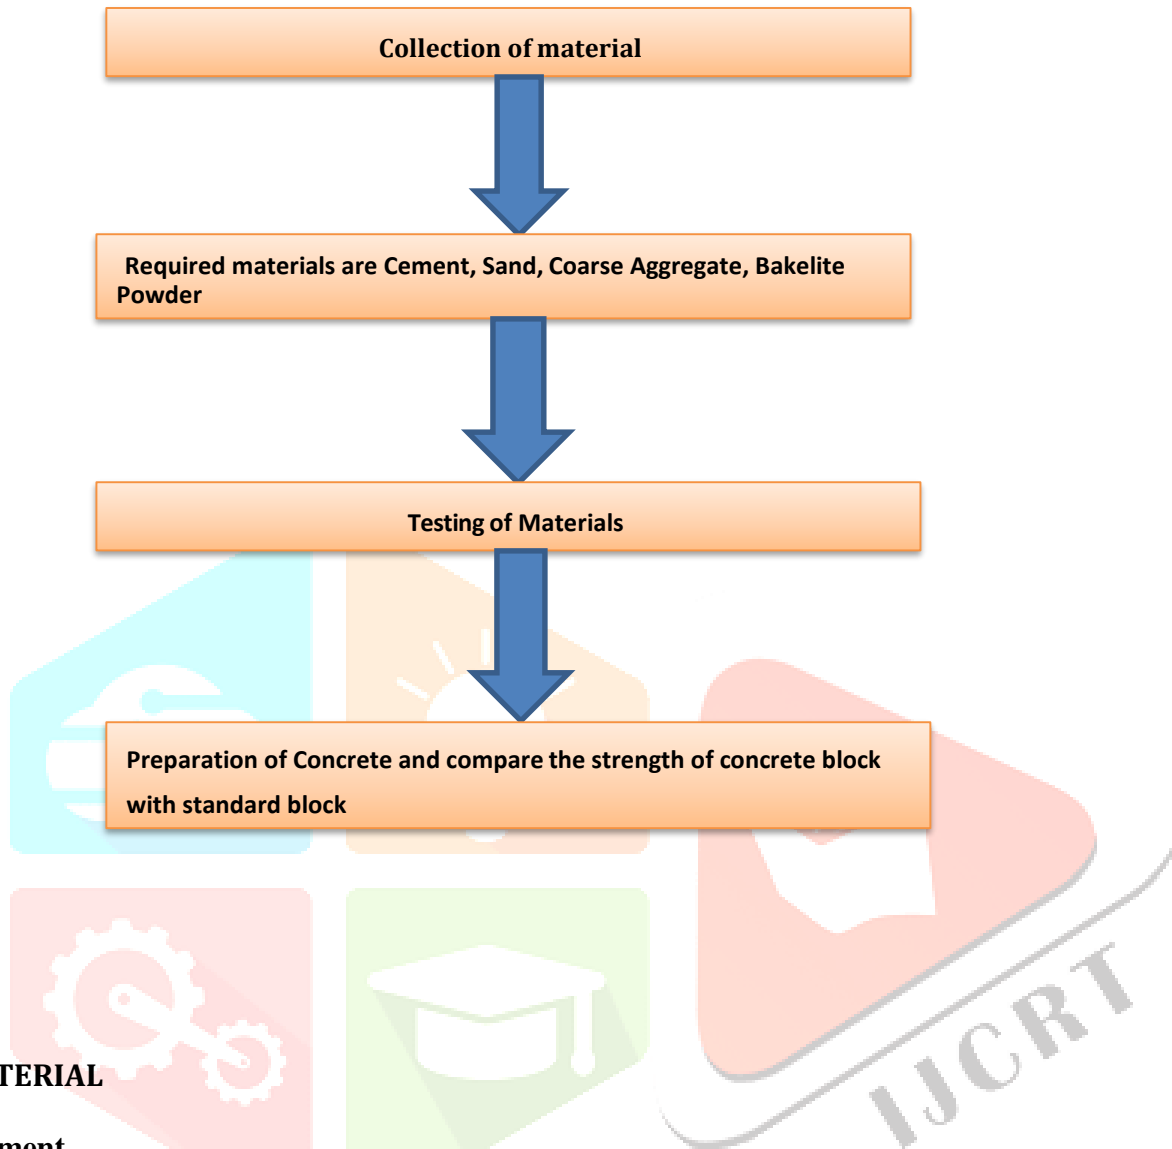 Collection of material
Required materials are Cement, Sand, Coarse Aggregate, Bakelite
Powder
Testing of Materials
Preparation of Concrete and compare the strength of concrete block
with standard block
IJCRT
TERIAL
ment